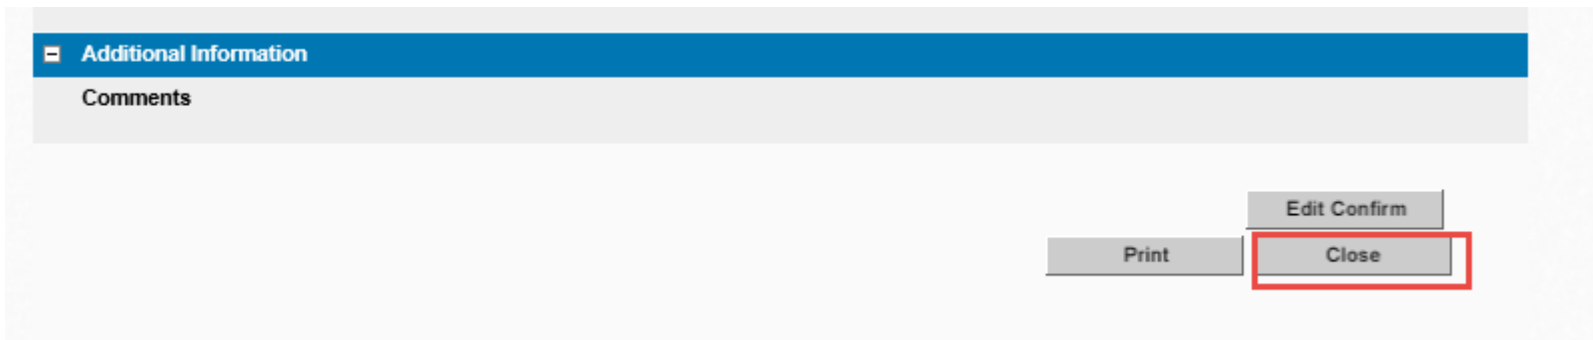 Additional Information
Comments
Edit Confirm
Print Close